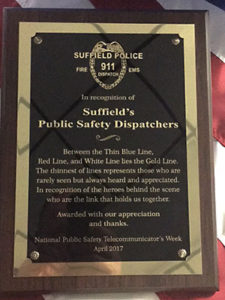 SUFFIELD POLICE
FIRE 911 EMS
DISPATCH
In recognition of
Suffield's
Public Safety Dispatchers
Between the Thin Blue Line,
Red Line, and White Line lies the Gold Line.
The thinnest of lines represents those who are
rarely seen but always heard and appreciated.
In recognition of the heroes behind the scene
who are the link that holds us together.
Awarded with our appreciation
and thanks.
National Public Safety Telecommunicator's Week
April 2017